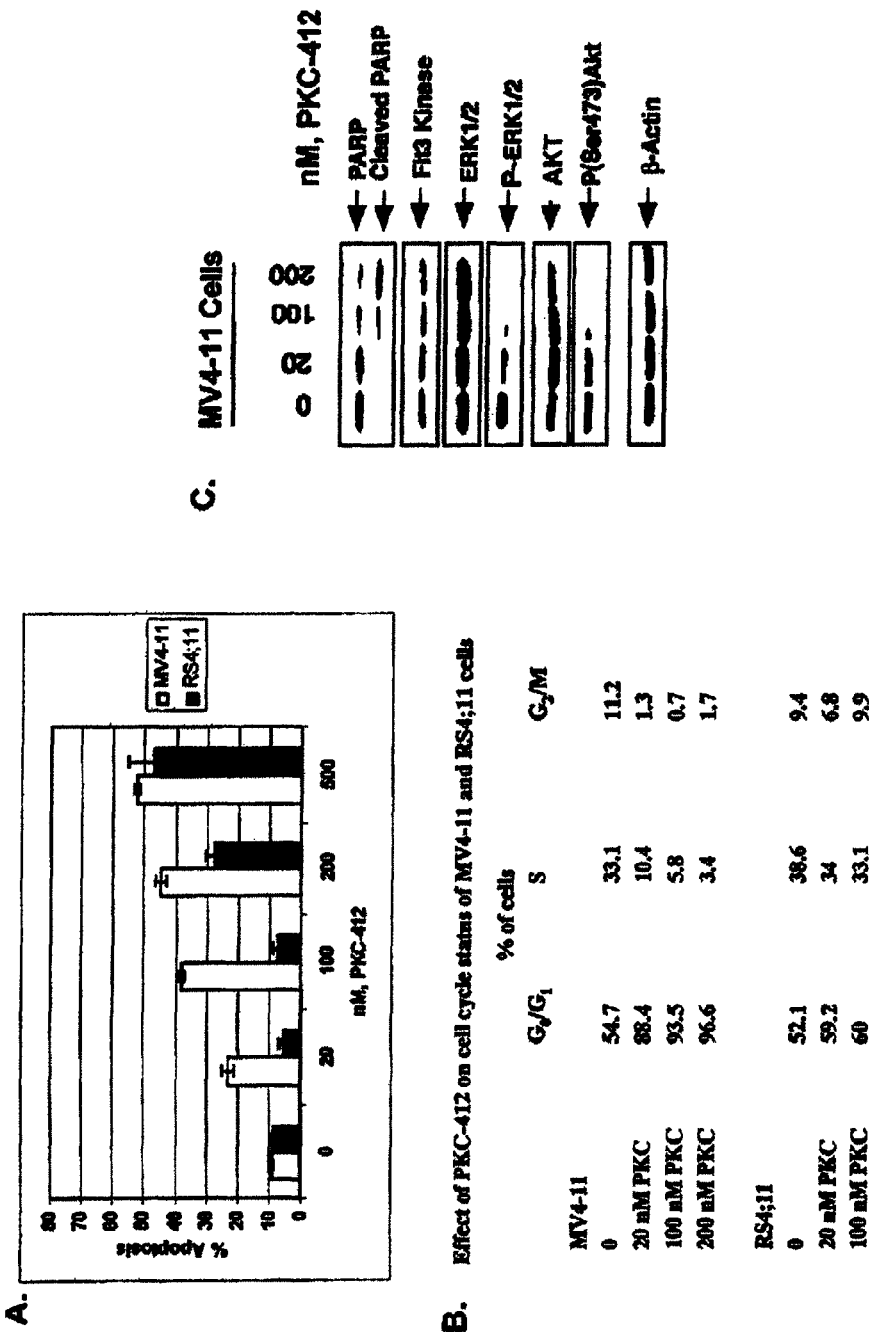 A.
80
70
60
50
40
30
20
10
0
% Apoptosis
0 20 100 200 500
nM, PKC-412
MV4-11
RS4;11
B. Effect of PKC-412 on cell cycle status of MV4-11 and RS4;11 cells
% of cells
G0/G1 S G2/M
MV4-11
0 54.7 33.1 11.2
20 nM PKC 88.4 10.4 1.3
100 nM PKC 93.5 5.8 0.7
200 nM PKC 96.6 3.4 1.7
RS4;11
0 52.1 38.6 9.4
20 nM PKC 59.2 34 6.8
100 nM PKC 60 33.1 9.9
C.
MV4-11 Cells
0 20 100 200 nM, PKC-412
PARP
Cleaved PARP
Flt3 Kinase
ERK1/2
P-ERK1/2
AKT
P(Ser473)Akt
β-Actin